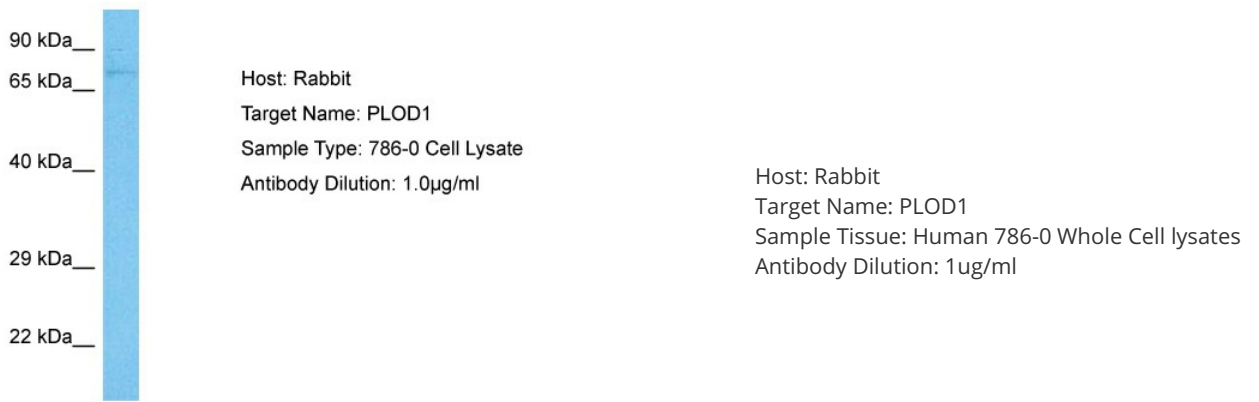 90 kDa__
65 kDa__
40 kDa__
29 kDa__
22 kDa__
Host: Rabbit
Target Name: PLOD1
Sample Type: 786-0 Cell Lysate
Antibody Dilution: 1.0µg/ml
Host: Rabbit
Target Name: PLOD1
Sample Tissue: Human 786-0 Whole Cell lysates
Antibody Dilution: 1ug/ml